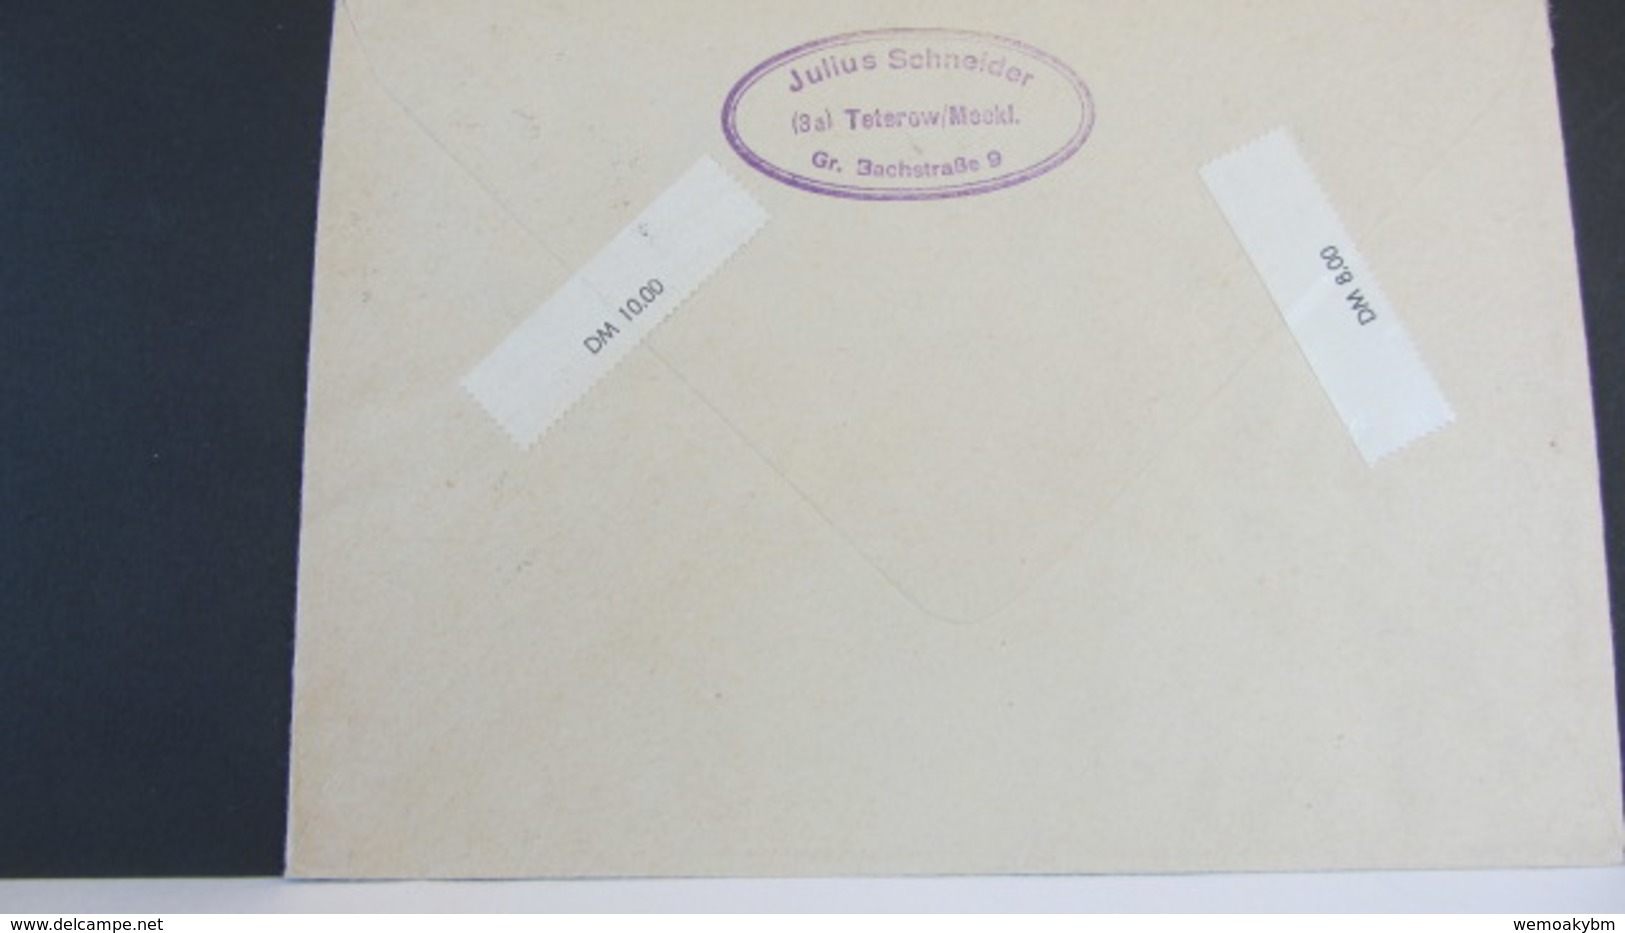 Julius Schneider
(3a) Teterow/Meckl.
Gr. Bachstraße 9
DM 10.00
DM 8.00
www.delcampe.net
wemoakybm